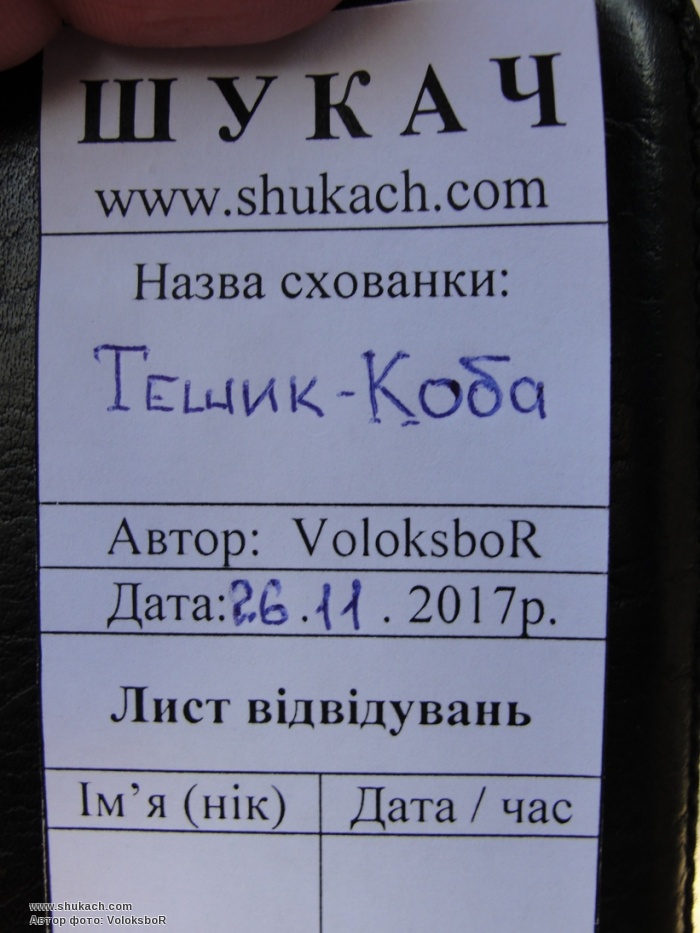 ШУКАЧ
www.shukach.com
Назва схованки:
Тешик-Коба
Автор: VoloksboR
Дата:26.11.2017р.
Лист відвідувань
Ім’я (нік) Дата / час
www.shukach.com
Автор фото: VoloksboR